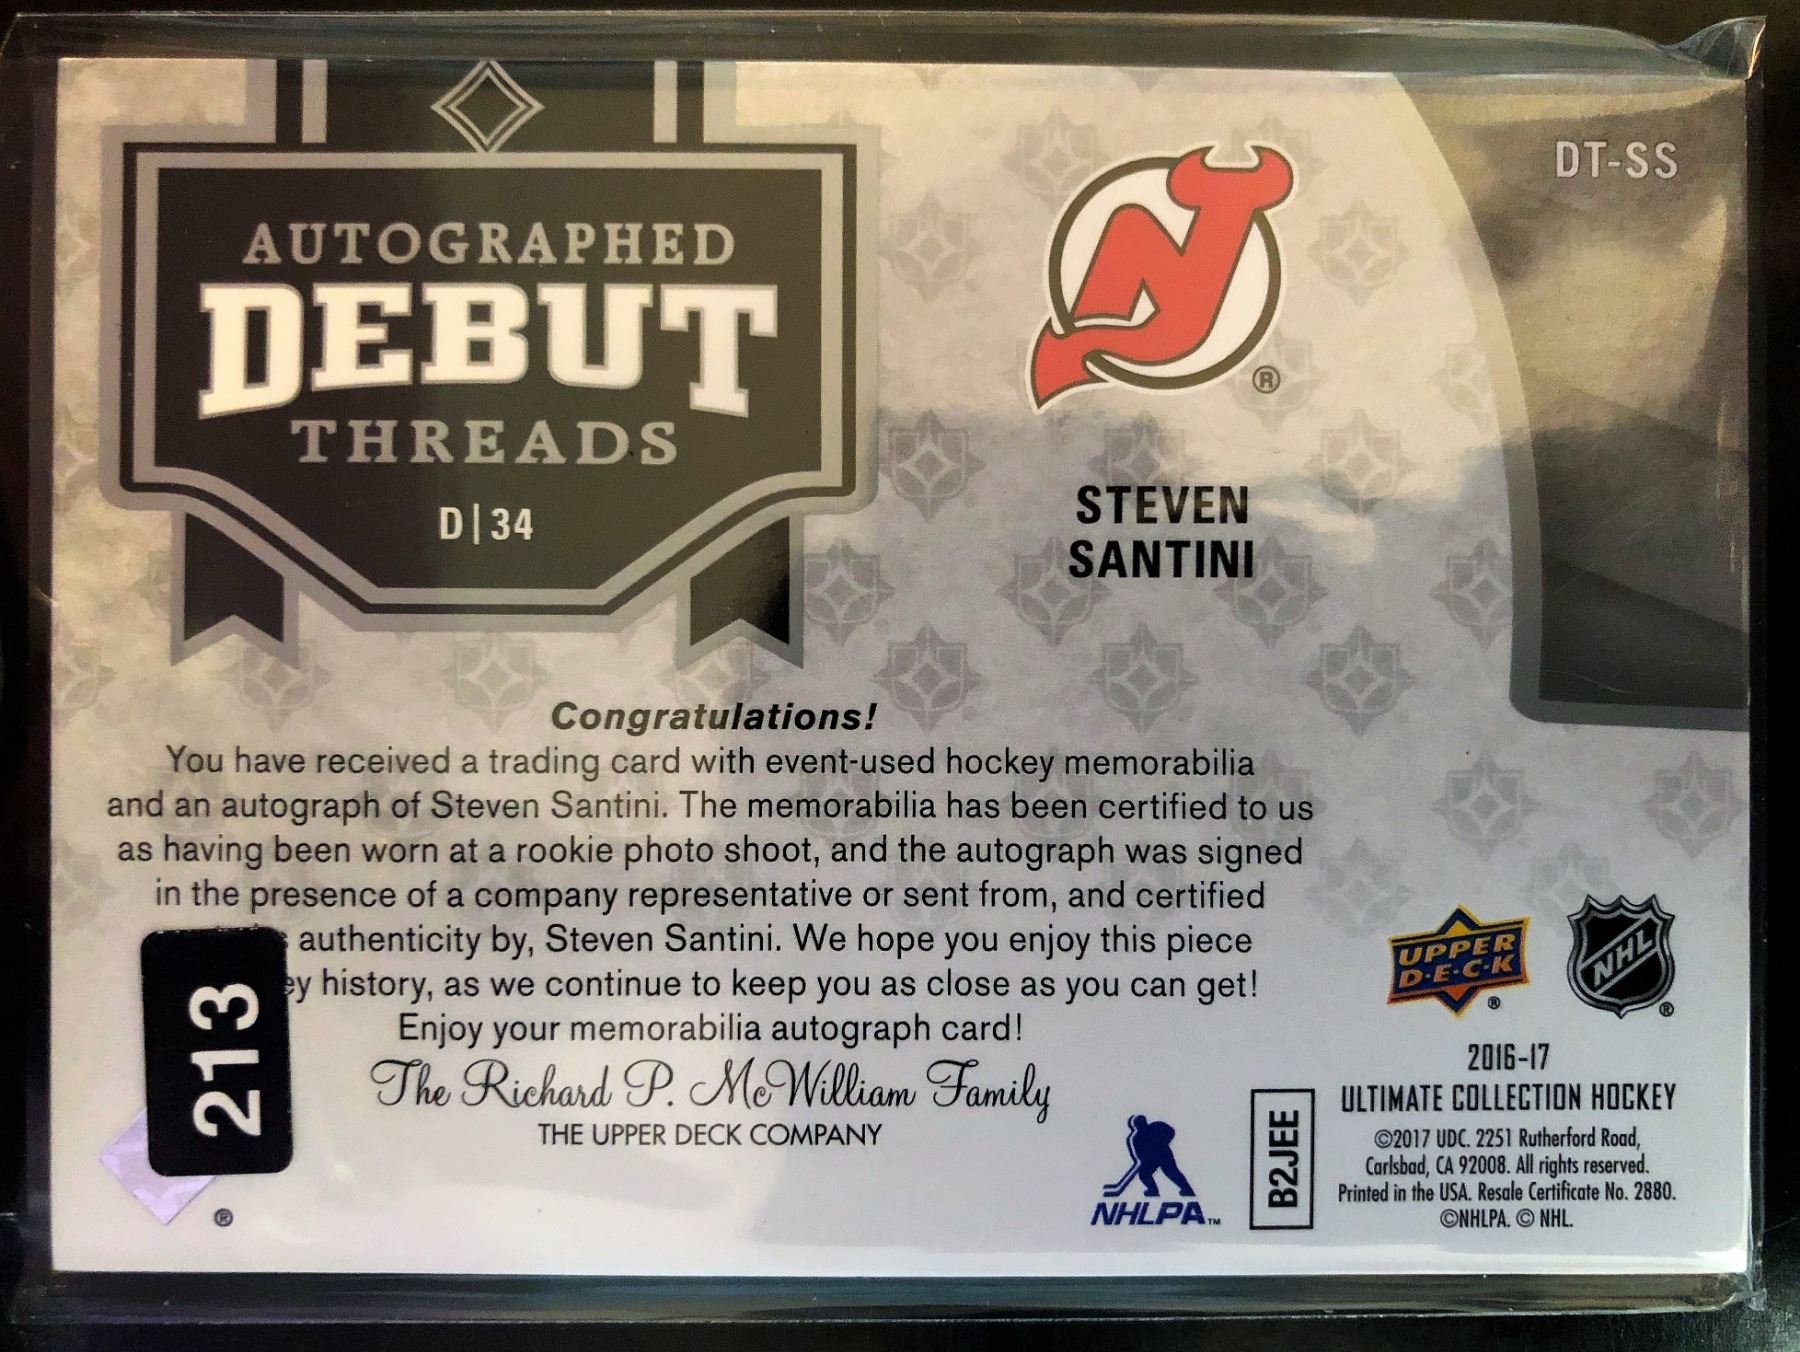 DT-SS
AUTOGRAPHED
DEBUT
THREADS
D|34
®
STEVEN
SANTINI
Congratulations!
You have received a trading card with event-used hockey memorabilia
and an autograph of Steven Santini. The memorabilia has been certified to us
as having been worn at a rookie photo shoot, and the autograph was signed
in the presence of a company representative or sent from, and certified
authenticity by, Steven Santini. We hope you enjoy this piece
history, as we continue to keep you as close as you can get!
Enjoy your memorabilia autograph card!
The Richard P. McWilliam Family
THE UPPER DECK COMPANY
213
®
NHLPA™
B2JEE
UPPER
D·E·C·K
®
NHL
®
2016-17
ULTIMATE COLLECTION HOCKEY
©2017 UDC. 2251 Rutherford Road,
Carlsbad, CA 92008. All rights reserved.
Printed in the USA. Resale Certificate No. 2880.
©NHLPA. © NHL.